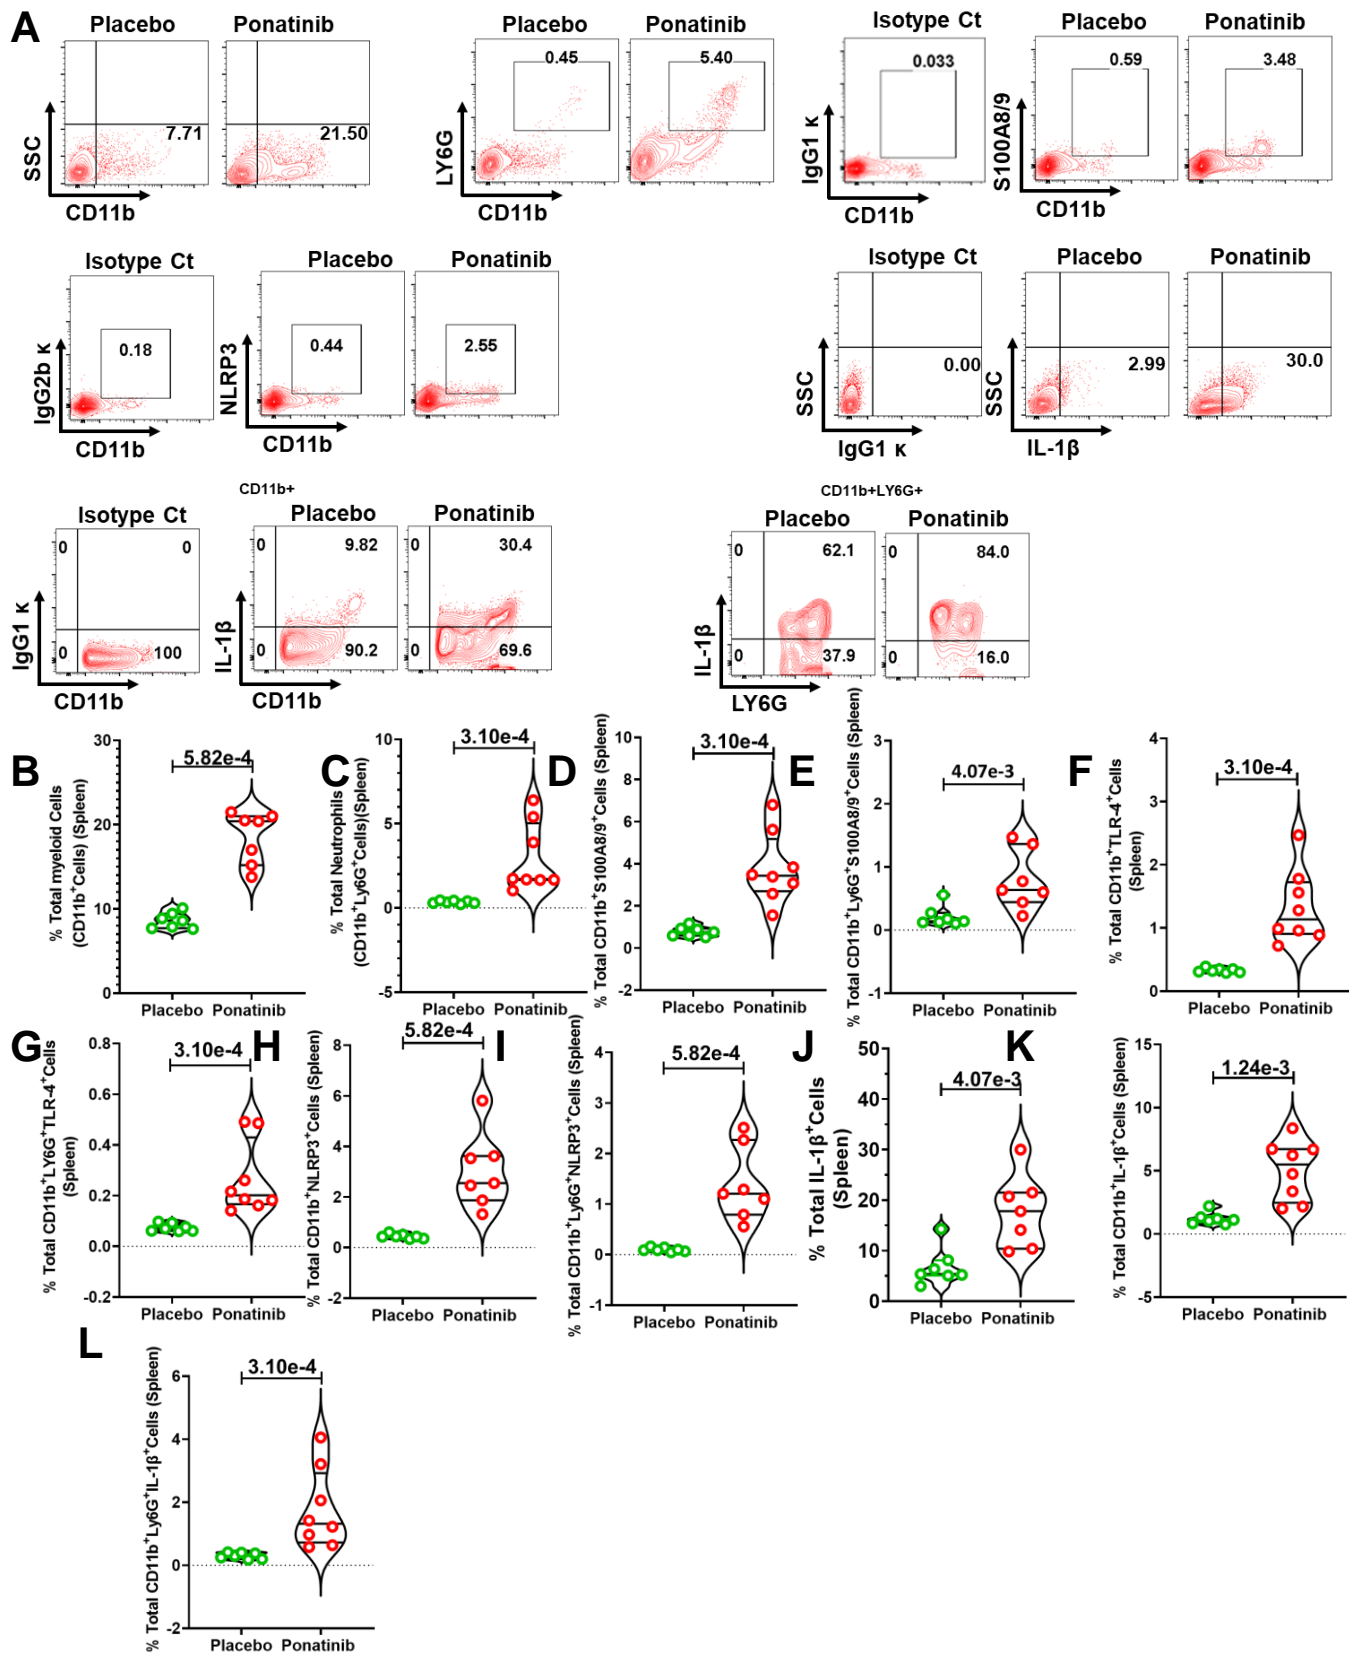 A
Placebo
Ponatinib
SSC
7.71
21.50
CD11b
Placebo
Ponatinib
LY6G
0.45
5.40
CD11b
Isotype Ct
IgG1 κ
0.033
CD11b
Placebo
Ponatinib
S100A8/9
0.59
3.48
CD11b
Isotype Ct
IgG2b κ
0.18
CD11b
Placebo
Ponatinib
NLRP3
0.44
2.55
CD11b
Isotype Ct
SSC
0.00
IgG1 κ
Placebo
Ponatinib
SSC
2.99
30.0
IL-1β
Isotype Ct
IgG1 κ
0
0
0
100
CD11b
CD11b+
Placebo
Ponatinib
IL-1β
0
9.82
0
90.2
0
30.4
0
69.6
CD11b
CD11b+LY6G+
Placebo
Ponatinib
IL-1β
0
62.1
0
37.9
0
84.0
0
16.0
LY6G
B
% Total myeloid Cells
(CD11b+Cells) (Spleen)
30
20
10
0
5.82e-4
Placebo Ponatinib
C
% Total Neutrophils
(CD11b+Ly6G+Cells)(Spleen)
10
5
0
-5
3.10e-4
Placebo Ponatinib
D
% Total CD11b+S100A8/9+Cells (Spleen)
10
8
6
4
2
0
-2
3.10e-4
Placebo Ponatinib
E
% Total CD11b+Ly6G+S100A8/9+Cells (Spleen)
3
2
1
0
-1
4.07e-3
Placebo Ponatinib
F
% Total CD11b+TLR-4+Cells
(Spleen)
4
3
2
1
0
3.10e-4
Placebo Ponatinib
G
% Total CD11b+LY6G+TLR-4+Cells
(Spleen)
0.8
0.6
0.4
0.2
0.0
-0.2
3.10e-4
Placebo Ponatinib
H
% Total CD11b+NLRP3+Cells (Spleen)
8
6
4
2
0
-2
5.82e-4
Placebo Ponatinib
I
% Total CD11b+Ly6G+NLRP3+Cells (Spleen)
4
3
2
1
0
-1
5.82e-4
Placebo Ponatinib
J
% Total IL-1β+Cells
(Spleen)
50
40
30
20
10
0
4.07e-3
Placebo Ponatinib
K
% Total CD11b+IL-1β+Cells (Spleen)
15
10
5
0
-5
1.24e-3
Placebo Ponatinib
L
% Total CD11b+Ly6G+IL-1β+Cells (Spleen)
6
4
2
0
-2
3.10e-4
Placebo Ponatinib